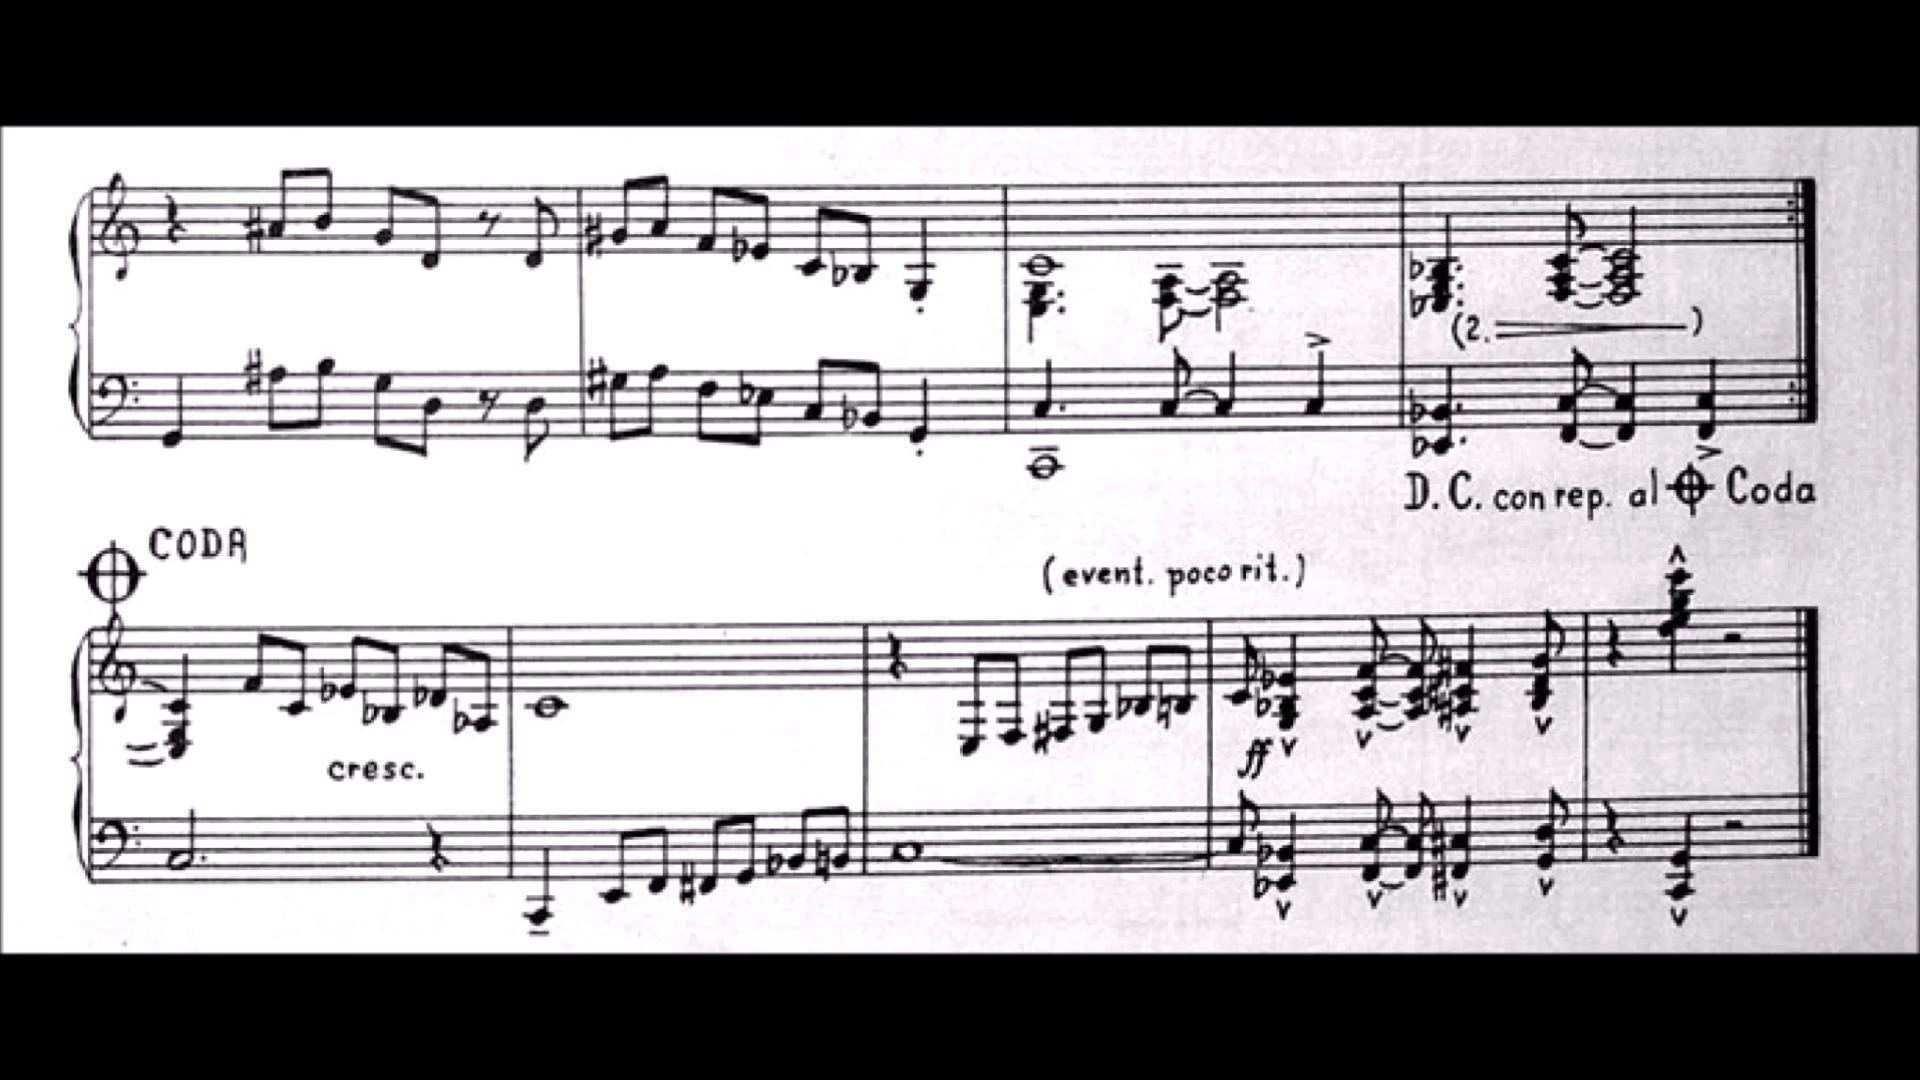 (2. )
D.C. con rep. al Coda
CODA
(event. poco rit.)
cresc.
ff